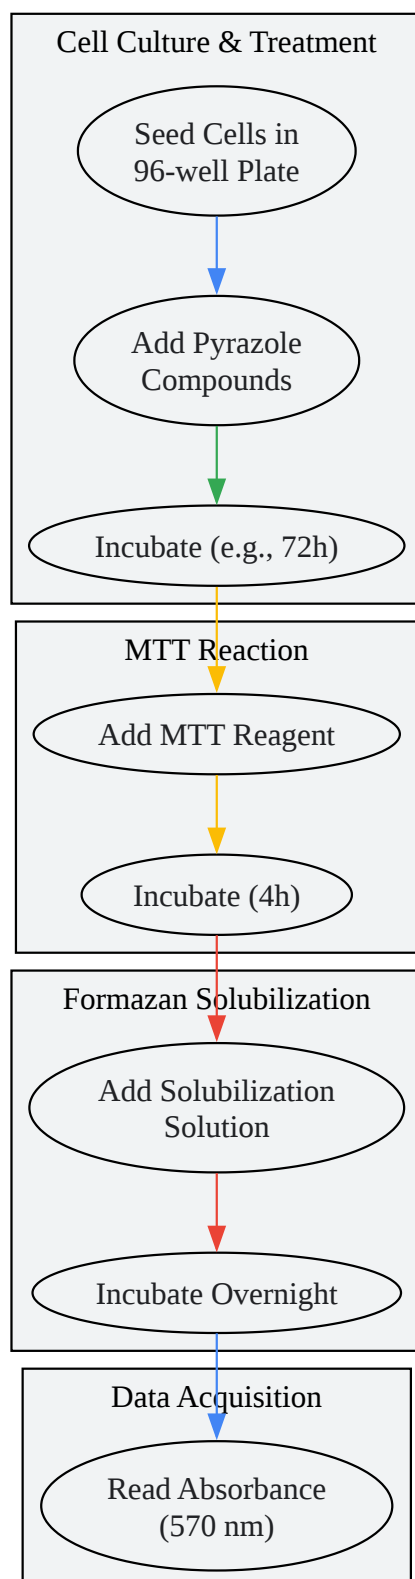 Cell Culture & Treatment
Seed Cells in
96-well Plate
Add Pyrazole
Compounds
Incubate (e.g., 72h)
MTT Reaction
Add MTT Reagent
Incubate (4h)
Formazan Solubilization
Add Solubilization
Solution
Incubate Overnight
Data Acquisition
Read Absorbance
(570 nm)